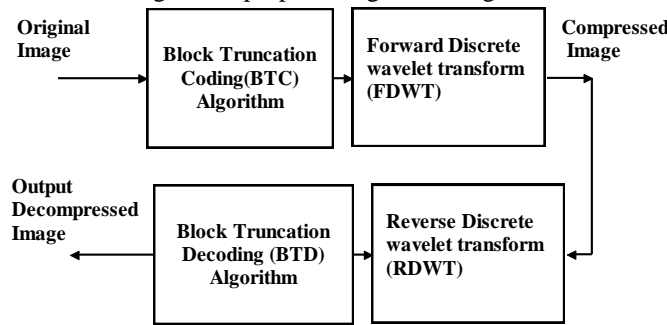 Original
Image
Block Truncation
Coding(BTC)
Algorithm
Forward Discrete
wavelet transform
(FDWT)
Compressed
Image
Output
Decompressed
Image
Block Truncation
Decoding (BTD)
Algorithm
Reverse Discrete
wavelet transform
(RDWT)